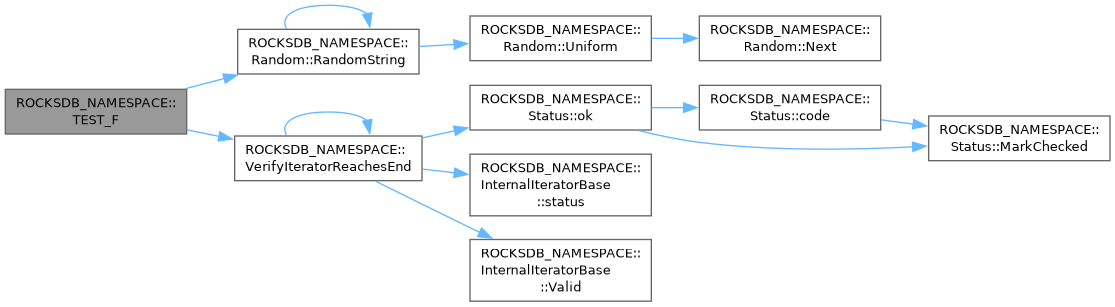 ROCKSDB_NAMESPACE::
TEST_F
ROCKSDB_NAMESPACE::
Random::RandomString
ROCKSDB_NAMESPACE::
Random::Uniform
ROCKSDB_NAMESPACE::
Random::Next
ROCKSDB_NAMESPACE::
VerifyIteratorReachesEnd
ROCKSDB_NAMESPACE::
Status::ok
ROCKSDB_NAMESPACE::
Status::code
ROCKSDB_NAMESPACE::
Status::MarkChecked
ROCKSDB_NAMESPACE::
InternalIteratorBase
::status
ROCKSDB_NAMESPACE::
InternalIteratorBase
::Valid